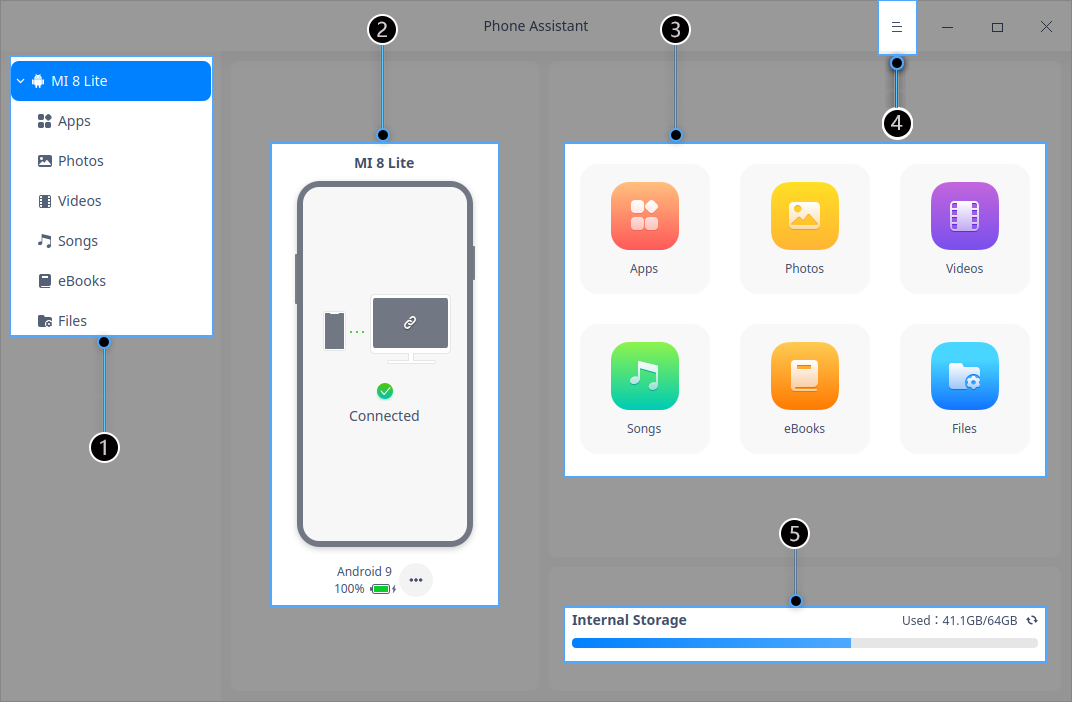 Phone Assistant
2
3
4
MI 8 Lite
Apps
Photos
Videos
Songs
eBooks
Files
1
MI 8 Lite
Connected
Android 9
100%
Apps
Photos
Videos
Songs
eBooks
Files
5
Internal Storage
Used：41.1GB/64GB